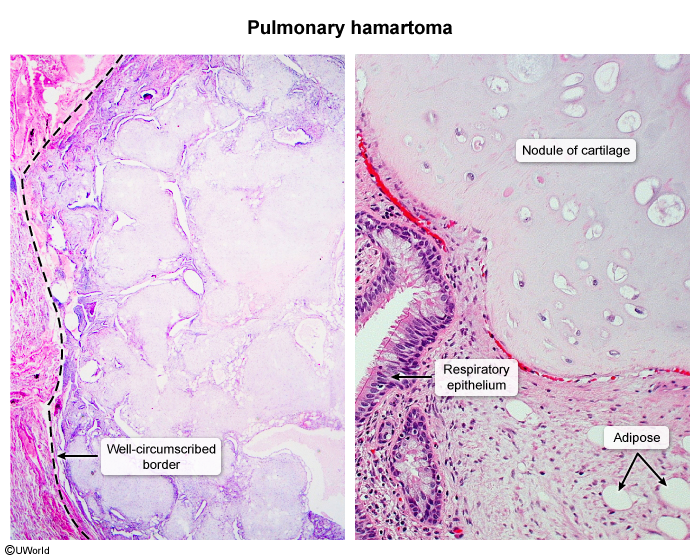 Pulmonary hamartoma
Nodule of cartilage
Respiratory
epithelium
Adipose
Well-circumscribed
border
©UWorld